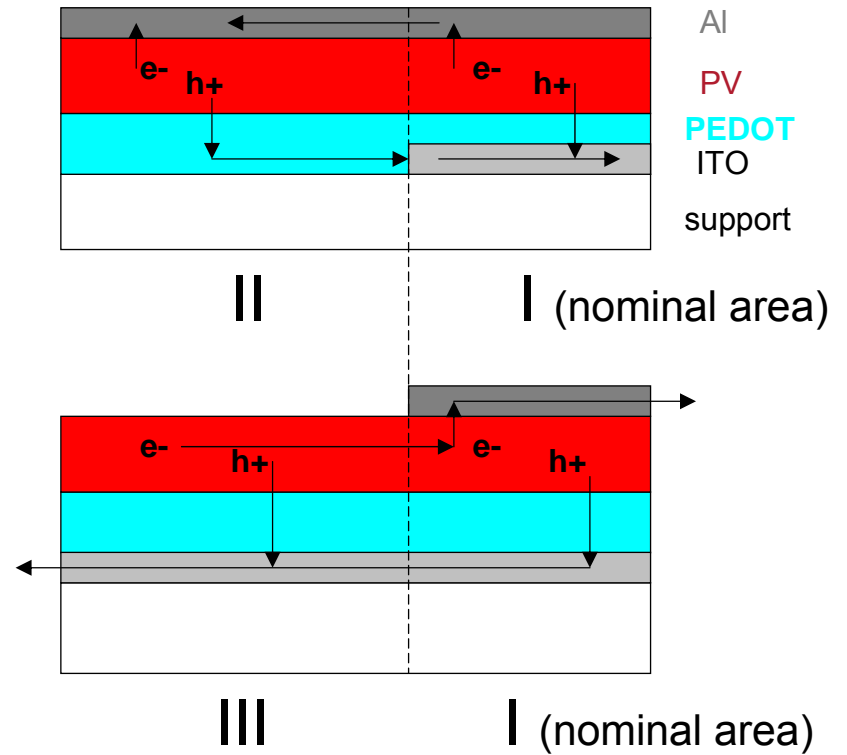 Al
e-
e-
h+
h+
PV
PEDOT
ITO
support
II
I (nominal area)
e-
e-
h+
h+
III
I (nominal area)